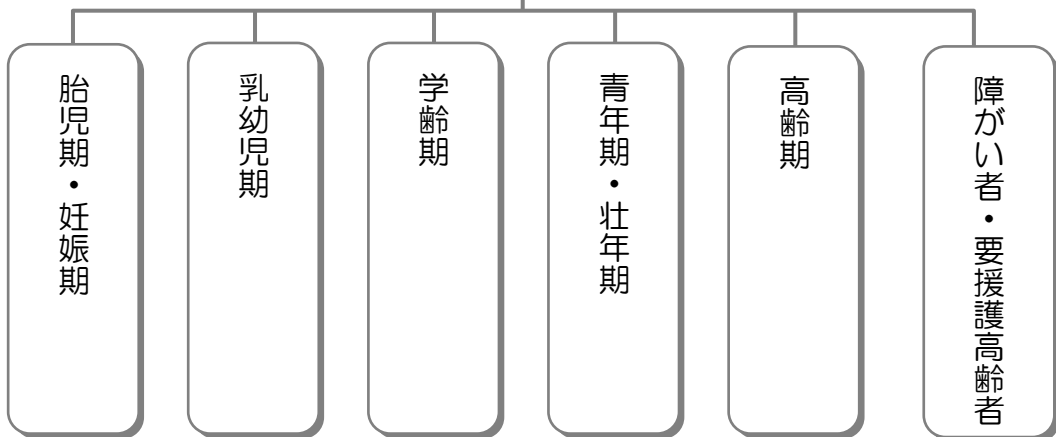 胎児期・妊娠期
乳幼児期
学齢期
青年期・壮年期
高齢期
障がい者・要援護高齢者